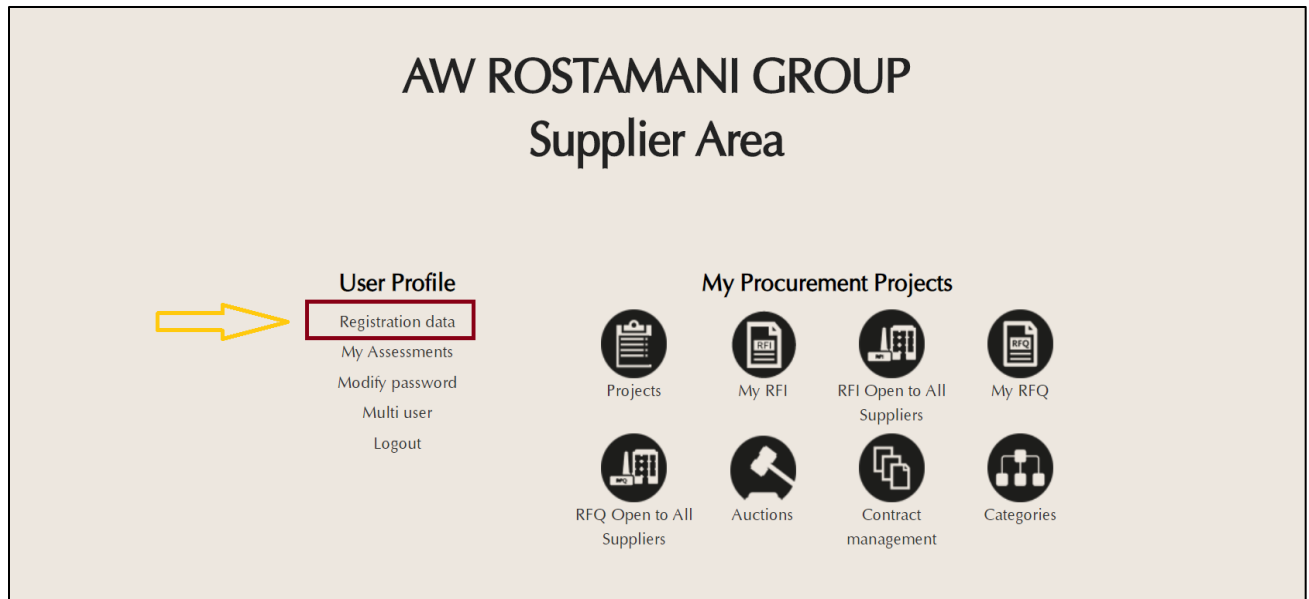 AW ROSTAMANI GROUP
Supplier Area
User Profile
Registration data
My Assessments
Modify password
Multi user
Logout
My Procurement Projects
Projects
RFI
My RFI
RFI
RFI Open to All
Suppliers
RFQ
My RFQ
RFQ
RFQ Open to All
Suppliers
Auctions
Contract
management
Categories